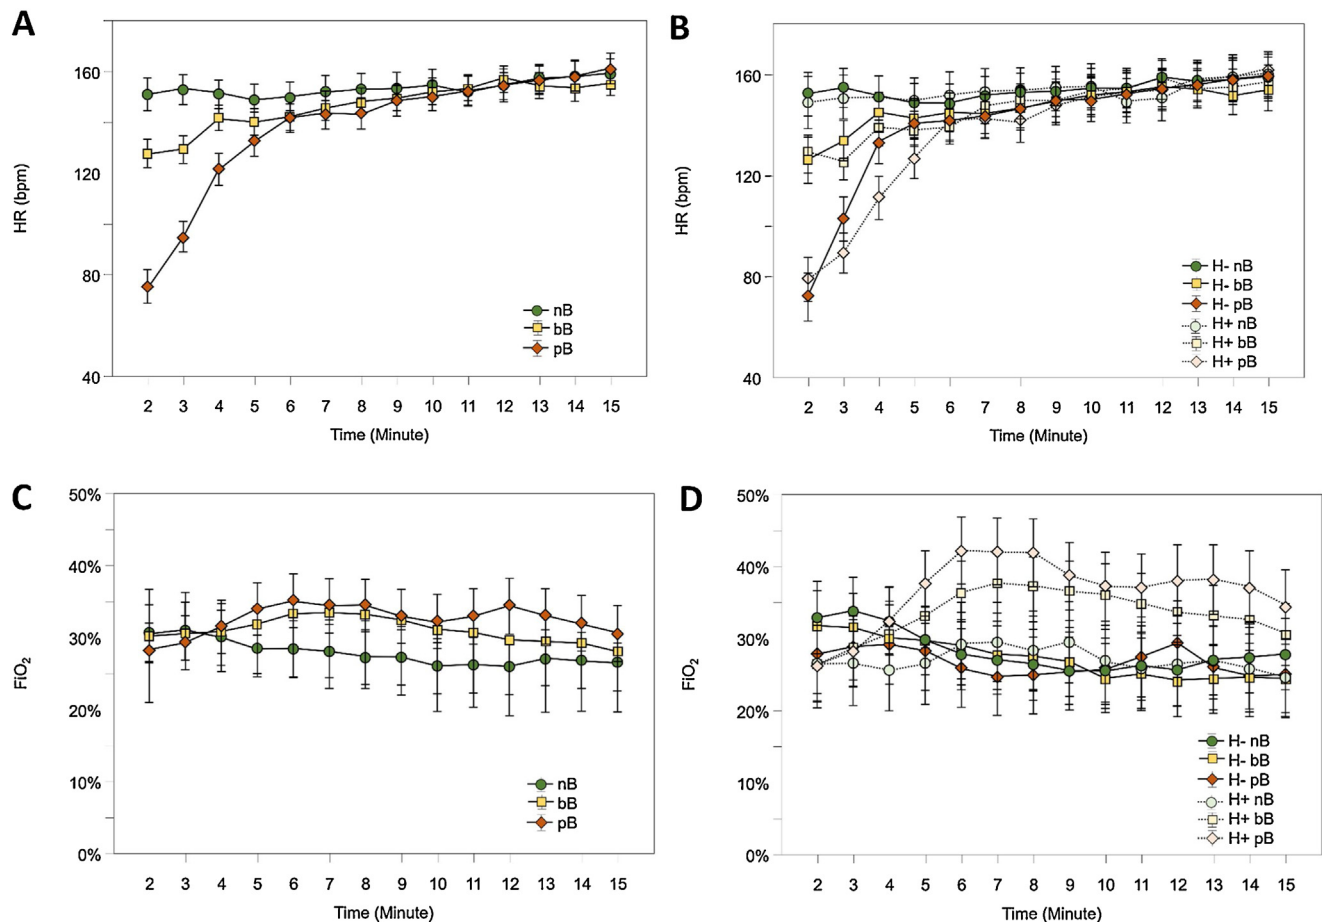 A
160
120
80
40
HR (bpm)
nB
bB
pB
2 3 4 5 6 7 8 9 10 11 12 13 14 15
Time (Minute)
B
160
120
80
40
HR (bpm)
H- nB
H- bB
H- pB
H+ nB
H+ bB
H+ pB
2 3 4 5 6 7 8 9 10 11 12 13 14 15
Time (Minute)
C
50%
40%
30%
20%
10%
0%
FiO2
nB
bB
pB
2 3 4 5 6 7 8 9 10 11 12 13 14 15
Time (Minute)
D
50%
40%
30%
20%
10%
0%
FiO2
H- nB
H- bB
H- pB
H+ nB
H+ bB
H+ pB
2 3 4 5 6 7 8 9 10 11 12 13 14 15
Time (Minute)